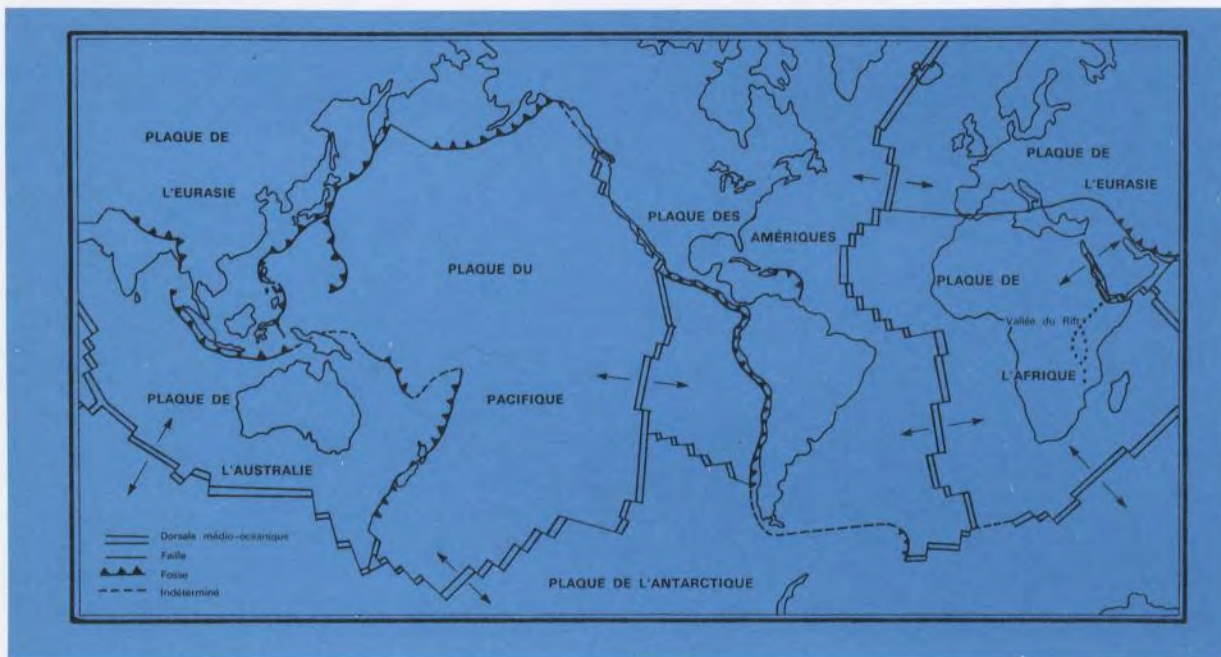 PLAQUE DE
L'EURASIE
PLAQUE DU
PACIFIQUE
PLAQUE DES
AMÉRIQUES
PLAQUE DE
L'EURASIE
PLAQUE DE
Vallée du Rift
L'AFRIQUE
PLAQUE DE
L'AUSTRALIE
PLAQUE DE L'ANTARCTIQUE
Dorsale médio-océanique
Faille
Fosse
Indéterminé